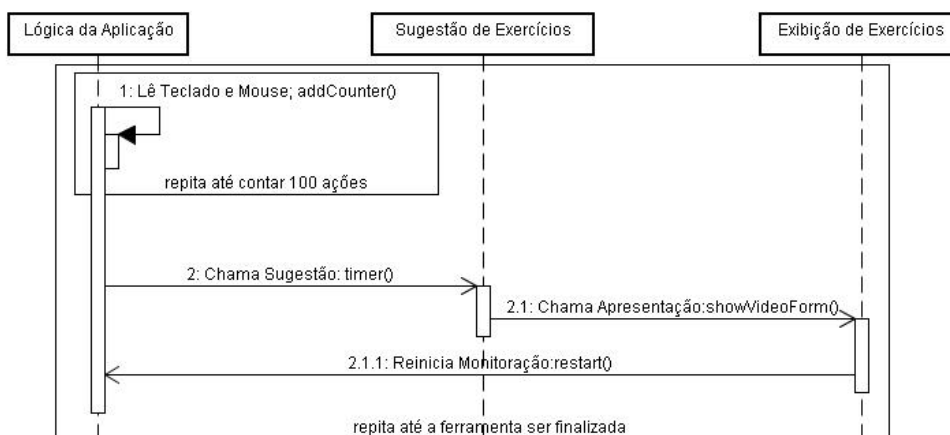 Lógica da Aplicação
Sugestão de Exercícios
Exibição de Exercícios
1: Lê Teclado e Mouse; addCounter()
repita até contar 100 ações
2: Chama Sugestão: timer()
2.1: Chama Apresentação:showVideoForm()
2.1.1: Reinicia Monitoração:restart()
repita até a ferramenta ser finalizada